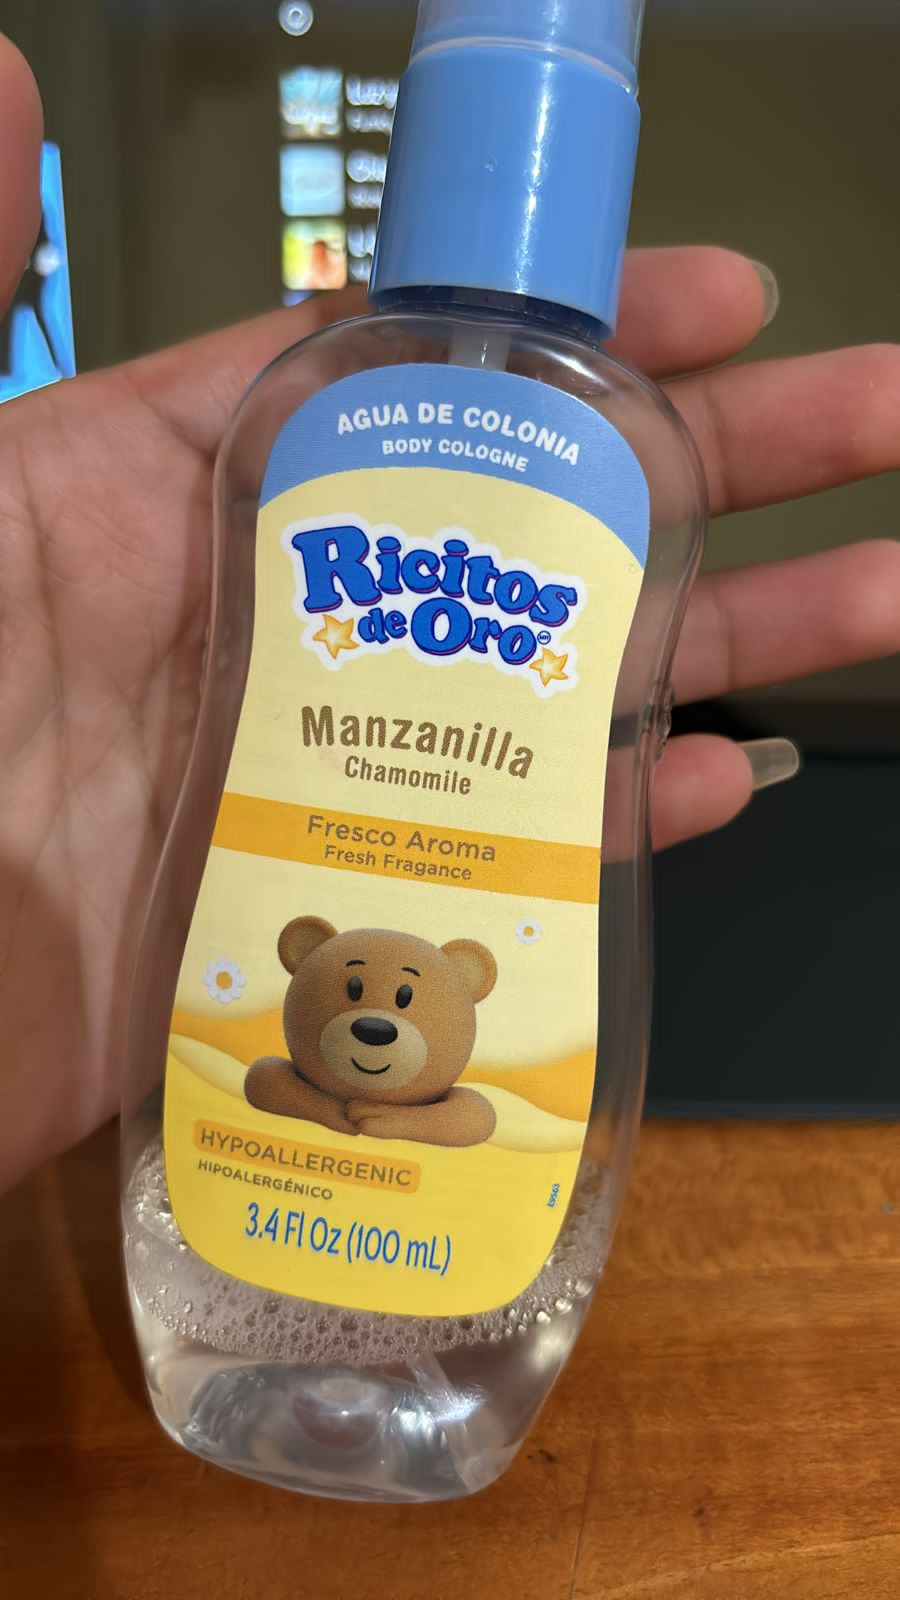 AGUA DE COLONIA
BODY COLOGNE
Ricitos
de Oro
MR
Manzanilla
Chamomile
Fresco Aroma
Fresh Fragance
HYPOALLERGENIC
HIPOALERGÉNICO
3.4 Fl Oz (100 mL)